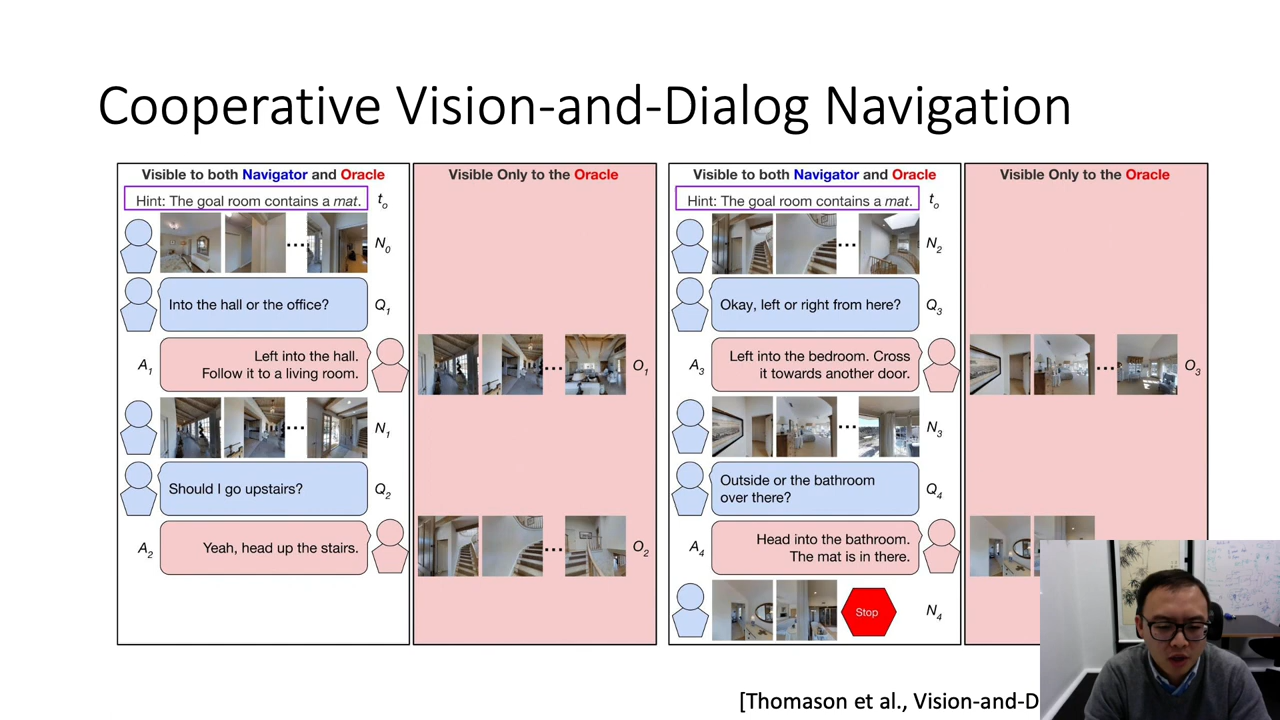 Cooperative Vision-and-Dialog Navigation
Visible to both Navigator and Oracle
Hint: The goal room contains a mat.
t₀
N₀
Into the hall or the office?
Q₁
A₁
Left into the hall.
Follow it to a living room.
O₁
N₁
Should I go upstairs?
Q₂
A₂
Yeah, head up the stairs.
O₂
Visible Only to the Oracle
Visible to both Navigator and Oracle
Hint: The goal room contains a mat.
t₀
N₂
Okay, left or right from here?
Q₃
A₃
Left into the bedroom. Cross
it towards another door.
O₃
N₃
Outside or the bathroom
over there?
Q₄
A₄
Head into the bathroom.
The mat is in there.
Stop
N₄
Visible Only to the Oracle
[Thomason et al., Vision-and-D